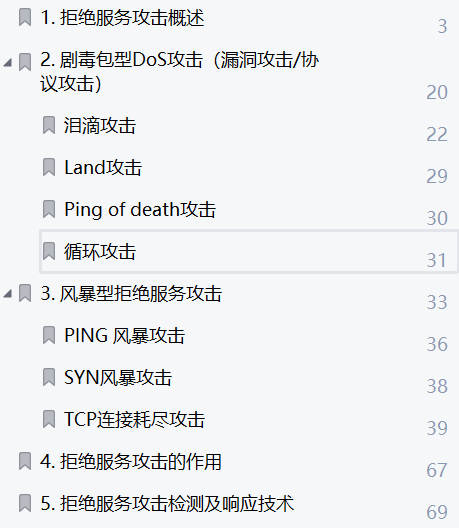 1. 拒绝服务攻击概述 3
2. 剧毒包型DoS攻击（漏洞攻击/协
议攻击） 20
泪滴攻击 22
Land攻击 29
Ping of death攻击 30
循环攻击 31
3. 风暴型拒绝服务攻击 33
PING 风暴攻击 36
SYN风暴攻击 38
TCP连接耗尽攻击 39
4. 拒绝服务攻击的作用 67
5. 拒绝服务攻击检测及响应技术 69